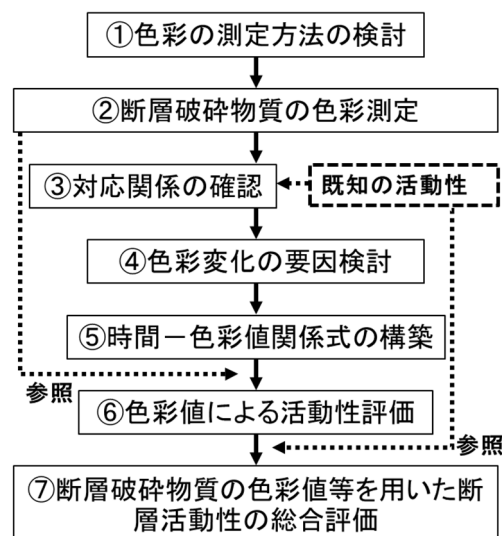 ①色彩の測定方法の検討
②断層破砕物質の色彩測定
③対応関係の確認
既知の活動性
④色彩変化の要因検討
⑤時間－色彩値関係式の構築
参照
⑥色彩値による活動性評価
参照
⑦断層破砕物質の色彩値等を用いた断
層活動性の総合評価